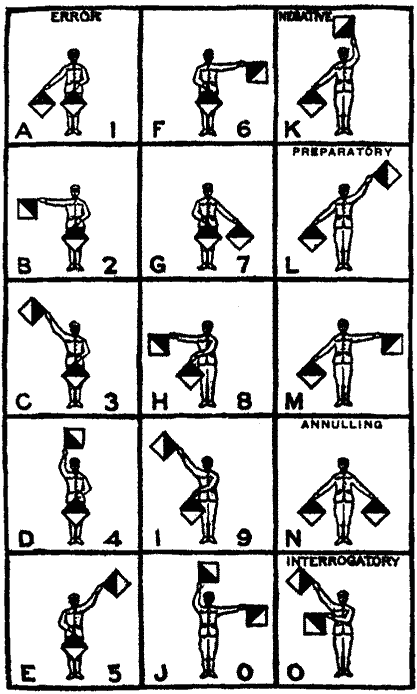 ERROR
A 1
F 6
NEGATIVE
K
B 2
G 7
PREPARATORY
L
C 3
H 8
M
D 4
I 9
ANNULLING
N
E 5
J 0
INTERROGATORY
O